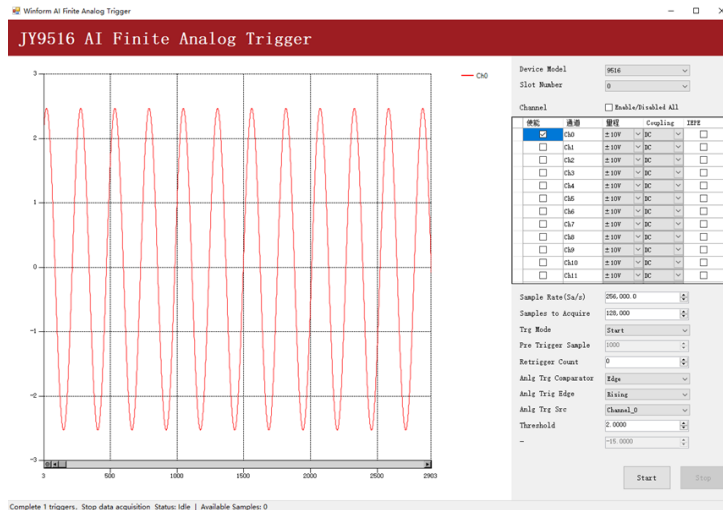 Winform AI Finite Analog Trigger
JY9516 AI Finite Analog Trigger
3
2
1
0
-1
-2
-3
3
500
1000
1500
2000
2500
2903
Ch0
Device Model 9516
Slot Number 0
Channel Enable/Disabled All
使能 通道 量程 Coupling IEPE
Ch0 ±10V DC
Ch1 ±10V DC
Ch2 ±10V DC
Ch3 ±10V DC
Ch4 ±10V DC
Ch5 ±10V DC
Ch6 ±10V DC
Ch7 ±10V DC
Ch8 ±10V DC
Ch9 ±10V DC
Ch10 ±10V DC
Ch11 ±10V DC
Sample Rate(Sa/s) 256,000.0
Samples to Acquire 128,000
Trg Mode Start
Pre Trigger Sample 1000
Retrigger Count 0
Anlg Trg Comparator Edge
Anlg Trig Edge Rising
Anlg Trg Src Channel_0
Threshold 2.0000
- -15.0000
Start Stop
Complete 1 triggers. Stop data acquisition Status: Idle | Available Samples: 0